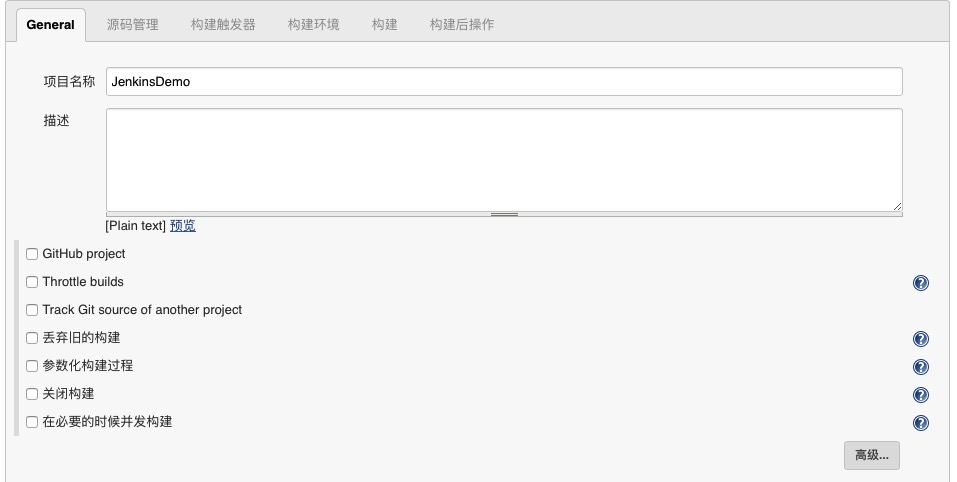 General 源码管理 构建触发器 构建环境 构建 构建后操作
项目名称 JenkinsDemo
描述
[Plain text] 预览
GitHub project
Throttle builds
Track Git source of another project
丢弃旧的构建
参数化构建过程
关闭构建
在必要的时候并发构建
高级...